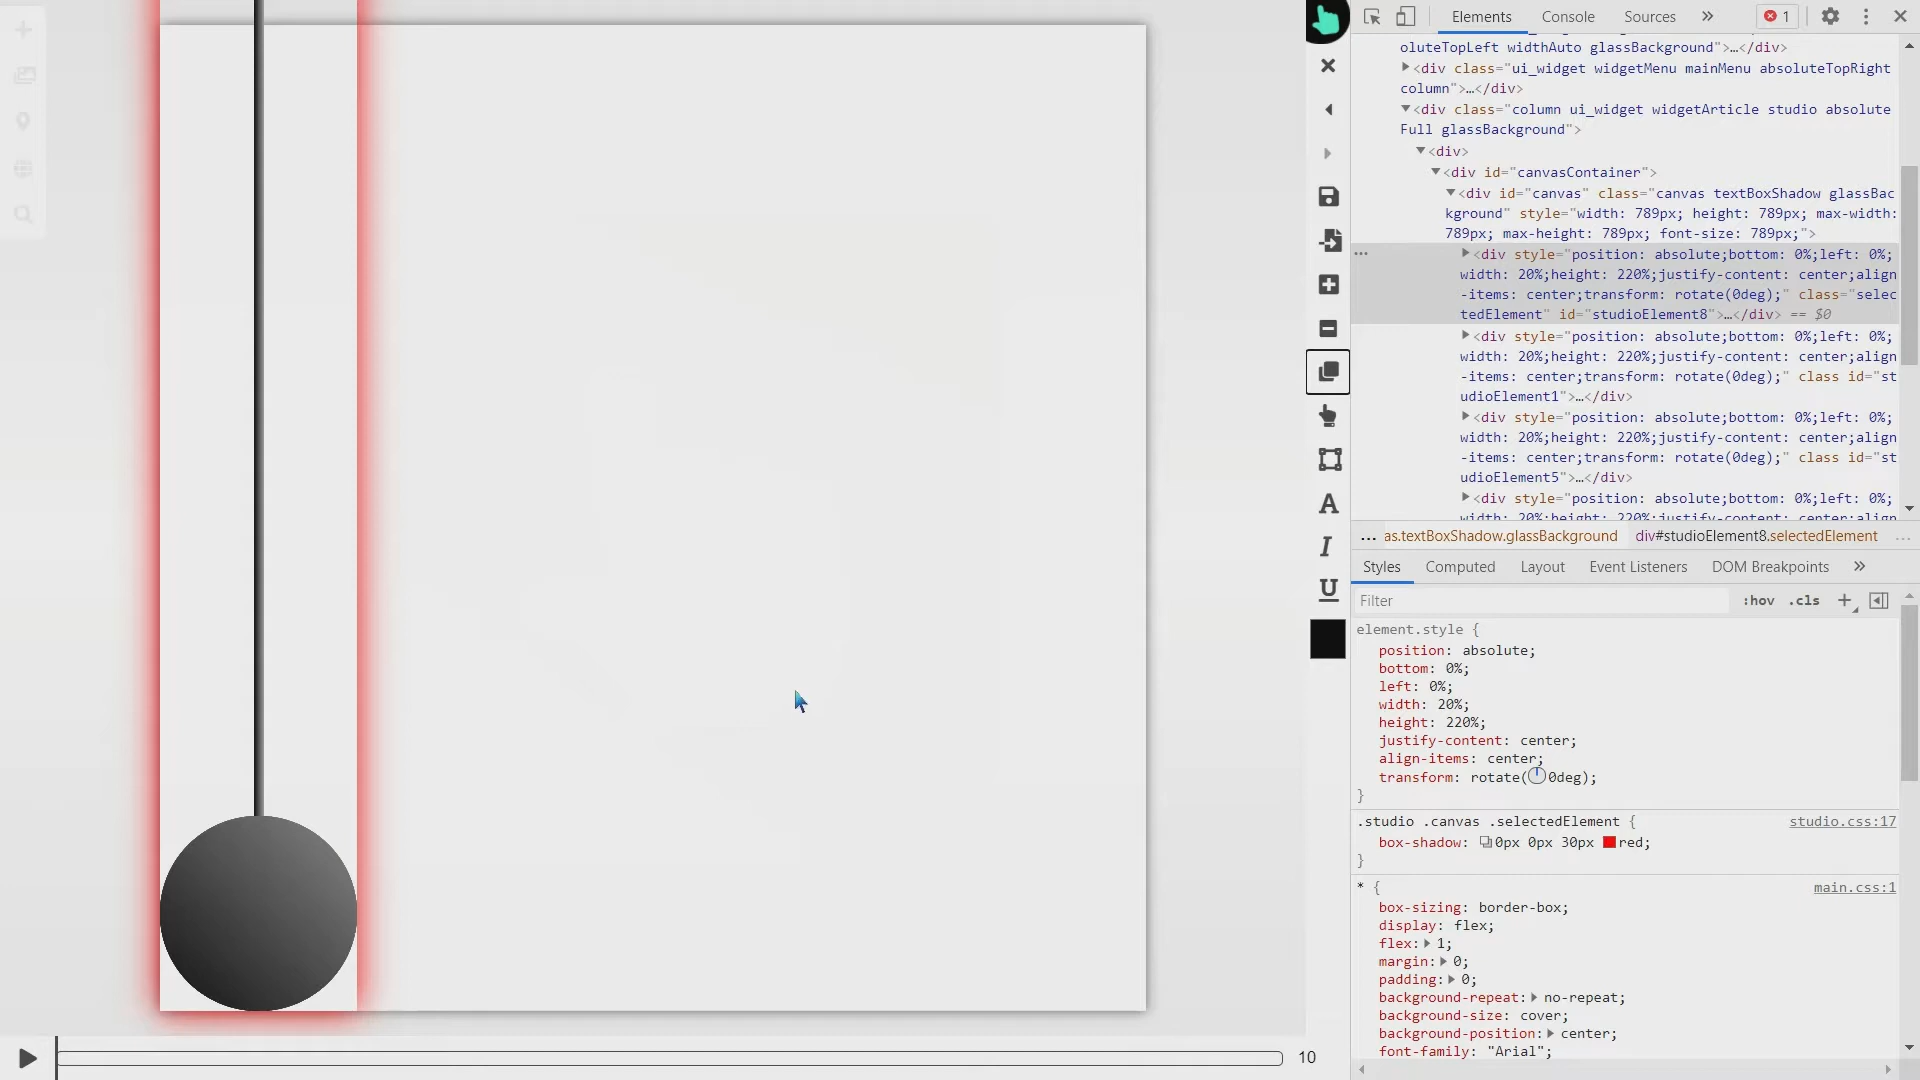 Elements Console Sources » 1
oluteTopLeft widthAuto glassBackground">…</div>
<div class="ui_widget widgetMenu mainMenu absoluteTopRight
column">…</div>
<div class="column ui_widget widgetArticle studio absolute
Full glassBackground">
<div>
<div id="canvasContainer">
<div id="canvas" class="canvas textBoxShadow glassBac
kground" style="width: 789px; height: 789px; max-width:
789px; max-height: 789px; font-size: 789px;">
<div style="position: absolute;bottom: 0%;left: 0%;
width: 20%;height: 220%;justify-content: center;align
-items: center;transform: rotate(0deg);" class="selec
tedElement" id="studioElement8">…</div> == $0
<div style="position: absolute;bottom: 0%;left: 0%;
width: 20%;height: 220%;justify-content: center;align
-items: center;transform: rotate(0deg);" class id="st
udioElement1">…</div>
<div style="position: absolute;bottom: 0%;left: 0%;
width: 20%;height: 220%;justify-content: center;align
-items: center;transform: rotate(0deg);" class id="st
udioElement5">…</div>
<div style="position: absolute;bottom: 0%;left: 0%;
width: 20%;height: 220%;justify-content: center;align
… as.textBoxShadow.glassBackground div#studioElement8.selectedElement …
Styles Computed Layout Event Listeners DOM Breakpoints »
Filter :hov .cls +
element.style {
position: absolute;
bottom: 0%;
left: 0%;
width: 20%;
height: 220%;
justify-content: center;
align-items: center;
transform: rotate(0deg);
}
.studio .canvas .selectedElement { studio.css:17
box-shadow: 0px 0px 30px red;
}
* { main.css:1
box-sizing: border-box;
display: flex;
flex: 1;
margin: 0;
padding: 0;
background-repeat: no-repeat;
background-size: cover;
background-position: center;
font-family: "Arial";
A
I
U
10